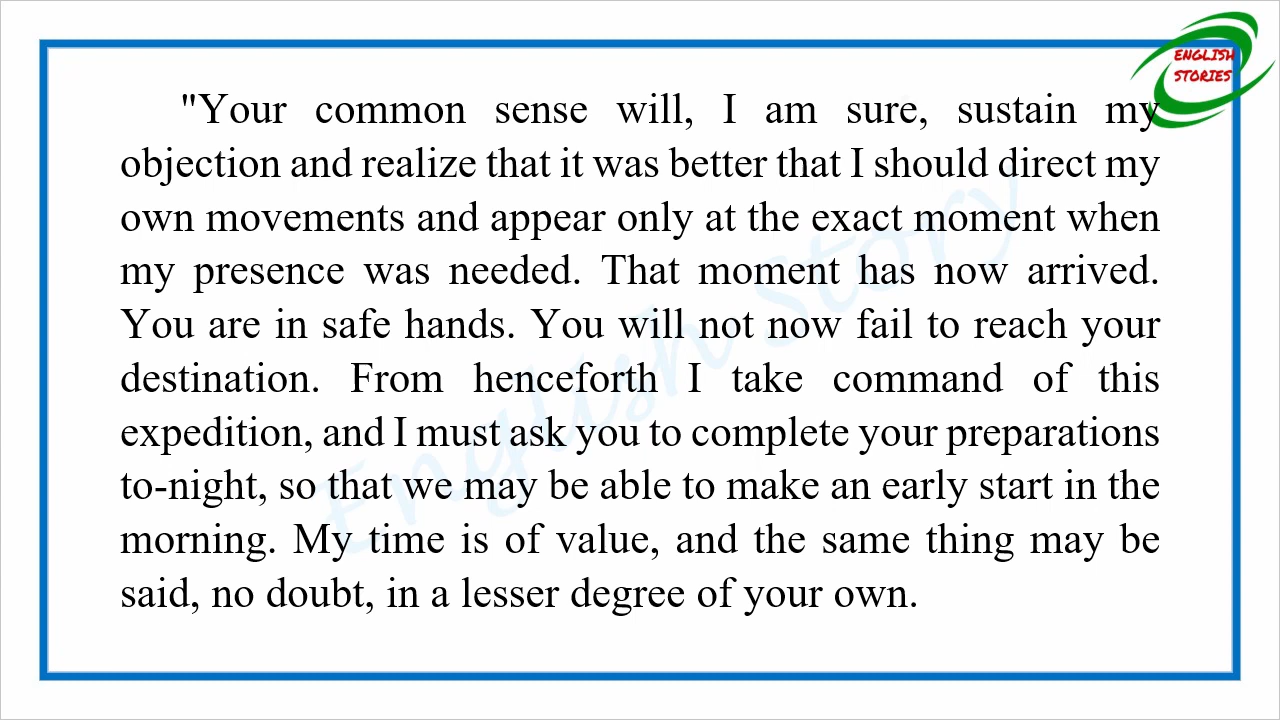 ENGLISH
STORIES
"Your common sense will, I am sure, sustain my
objection and realize that it was better that I should direct my
own movements and appear only at the exact moment when
my presence was needed. That moment has now arrived.
You are in safe hands. You will not now fail to reach your
destination. From henceforth I take command of this
expedition, and I must ask you to complete your preparations
to-night, so that we may be able to make an early start in the
morning. My time is of value, and the same thing may be
said, no doubt, in a lesser degree of your own.
English Story